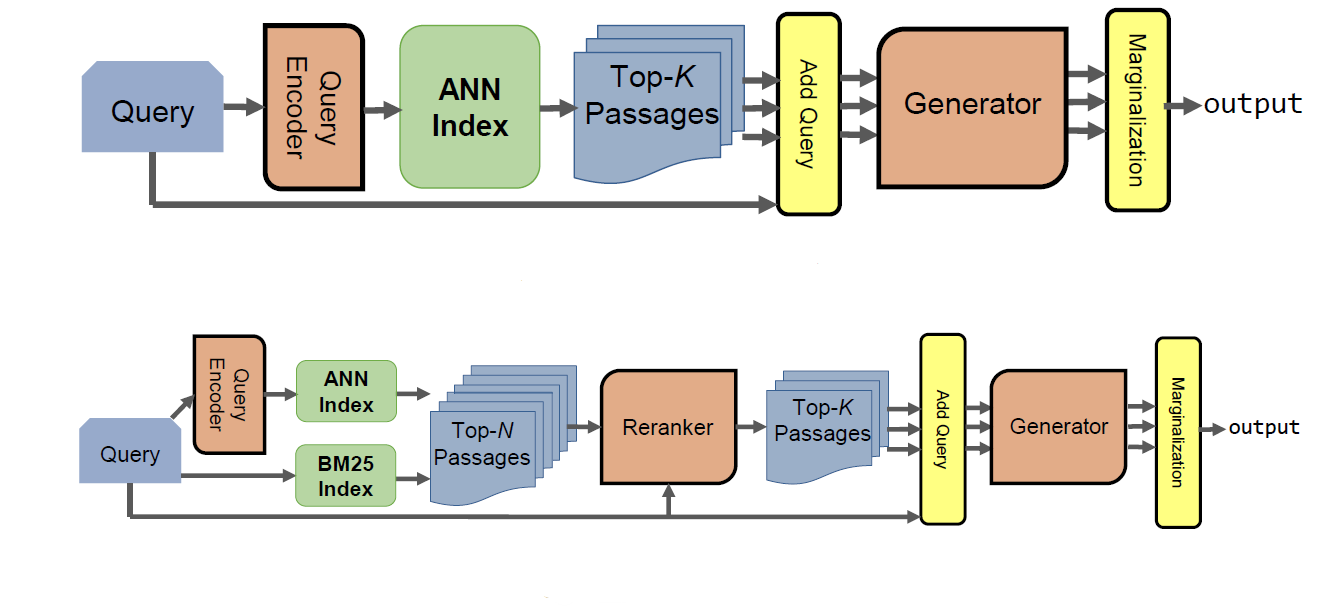 Query
Query
Encoder
ANN
Index
Top-K
Passages
Add Query
Generator
Marginalization
output
Query
Query
Encoder
ANN
Index
BM25
Index
Top-N
Passages
Reranker
Top-K
Passages
Add Query
Generator
Marginalization
output